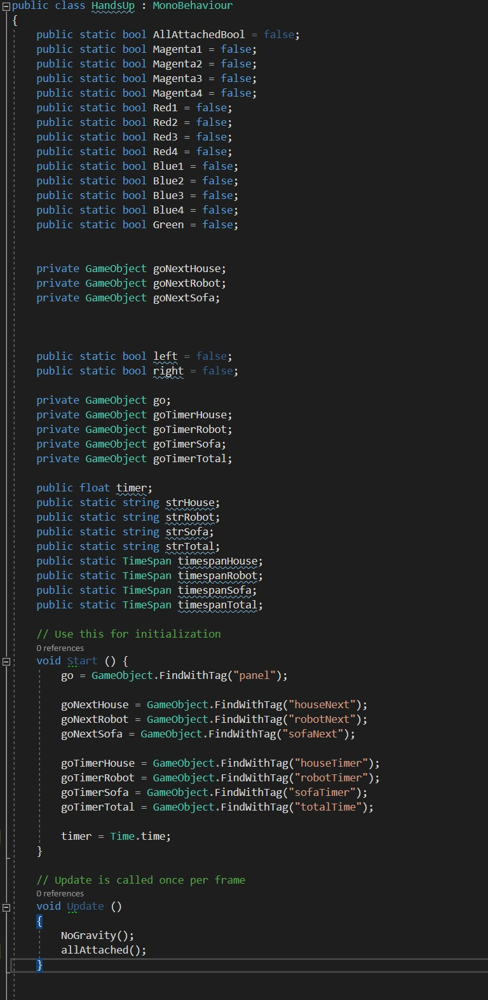 public class HandsUp : MonoBehaviour
{
public static bool AllAttachedBool = false;
public static bool Magenta1 = false;
public static bool Magenta2 = false;
public static bool Magenta3 = false;
public static bool Magenta4 = false;
public static bool Red1 = false;
public static bool Red2 = false;
public static bool Red3 = false;
public static bool Red4 = false;
public static bool Blue1 = false;
public static bool Blue2 = false;
public static bool Blue3 = false;
public static bool Blue4 = false;
public static bool Green = false;
private GameObject goNextHouse;
private GameObject goNextRobot;
private GameObject goNextSofa;
public static bool left = false;
public static bool right = false;
private GameObject go;
private GameObject goTimerHouse;
private GameObject goTimerRobot;
private GameObject goTimerSofa;
private GameObject goTimerTotal;
public float timer;
public static string strHouse;
public static string strRobot;
public static string strSofa;
public static string strTotal;
public static TimeSpan timespanHouse;
public static TimeSpan timespanRobot;
public static TimeSpan timespanSofa;
public static TimeSpan timespanTotal;
// Use this for initialization
0 references
void Start () {
go = GameObject.FindWithTag("panel");
goNextHouse = GameObject.FindWithTag("houseNext");
goNextRobot = GameObject.FindWithTag("robotNext");
goNextSofa = GameObject.FindWithTag("sofaNext");
goTimerHouse = GameObject.FindWithTag("houseTimer");
goTimerRobot = GameObject.FindWithTag("robotTimer");
goTimerSofa = GameObject.FindWithTag("sofaTimer");
goTimerTotal = GameObject.FindWithTag("totalTime");
timer = Time.time;
}
// Update is called once per frame
0 references
void Update ()
{
NoGravity();
allAttached();
}